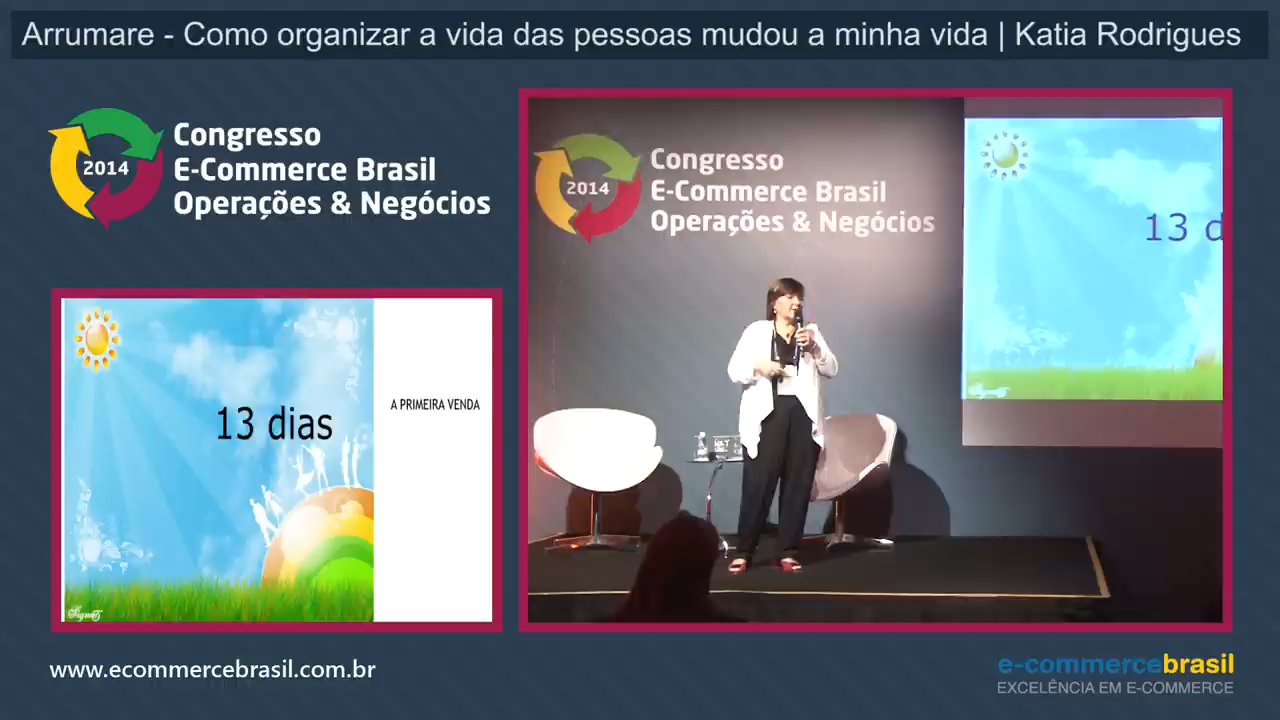 Arrumare - Como organizar a vida das pessoas mudou a minha vida | Katia Rodrigues
2014
Congresso
E-Commerce Brasil
Operações & Negócios
2014
Congresso
E-Commerce Brasil
Operações & Negócios
13 d
13 dias
A PRIMEIRA VENDA
www.ecommercebrasil.com.br
e-commercebrasil
EXCELÊNCIA EM E-COMMERCE